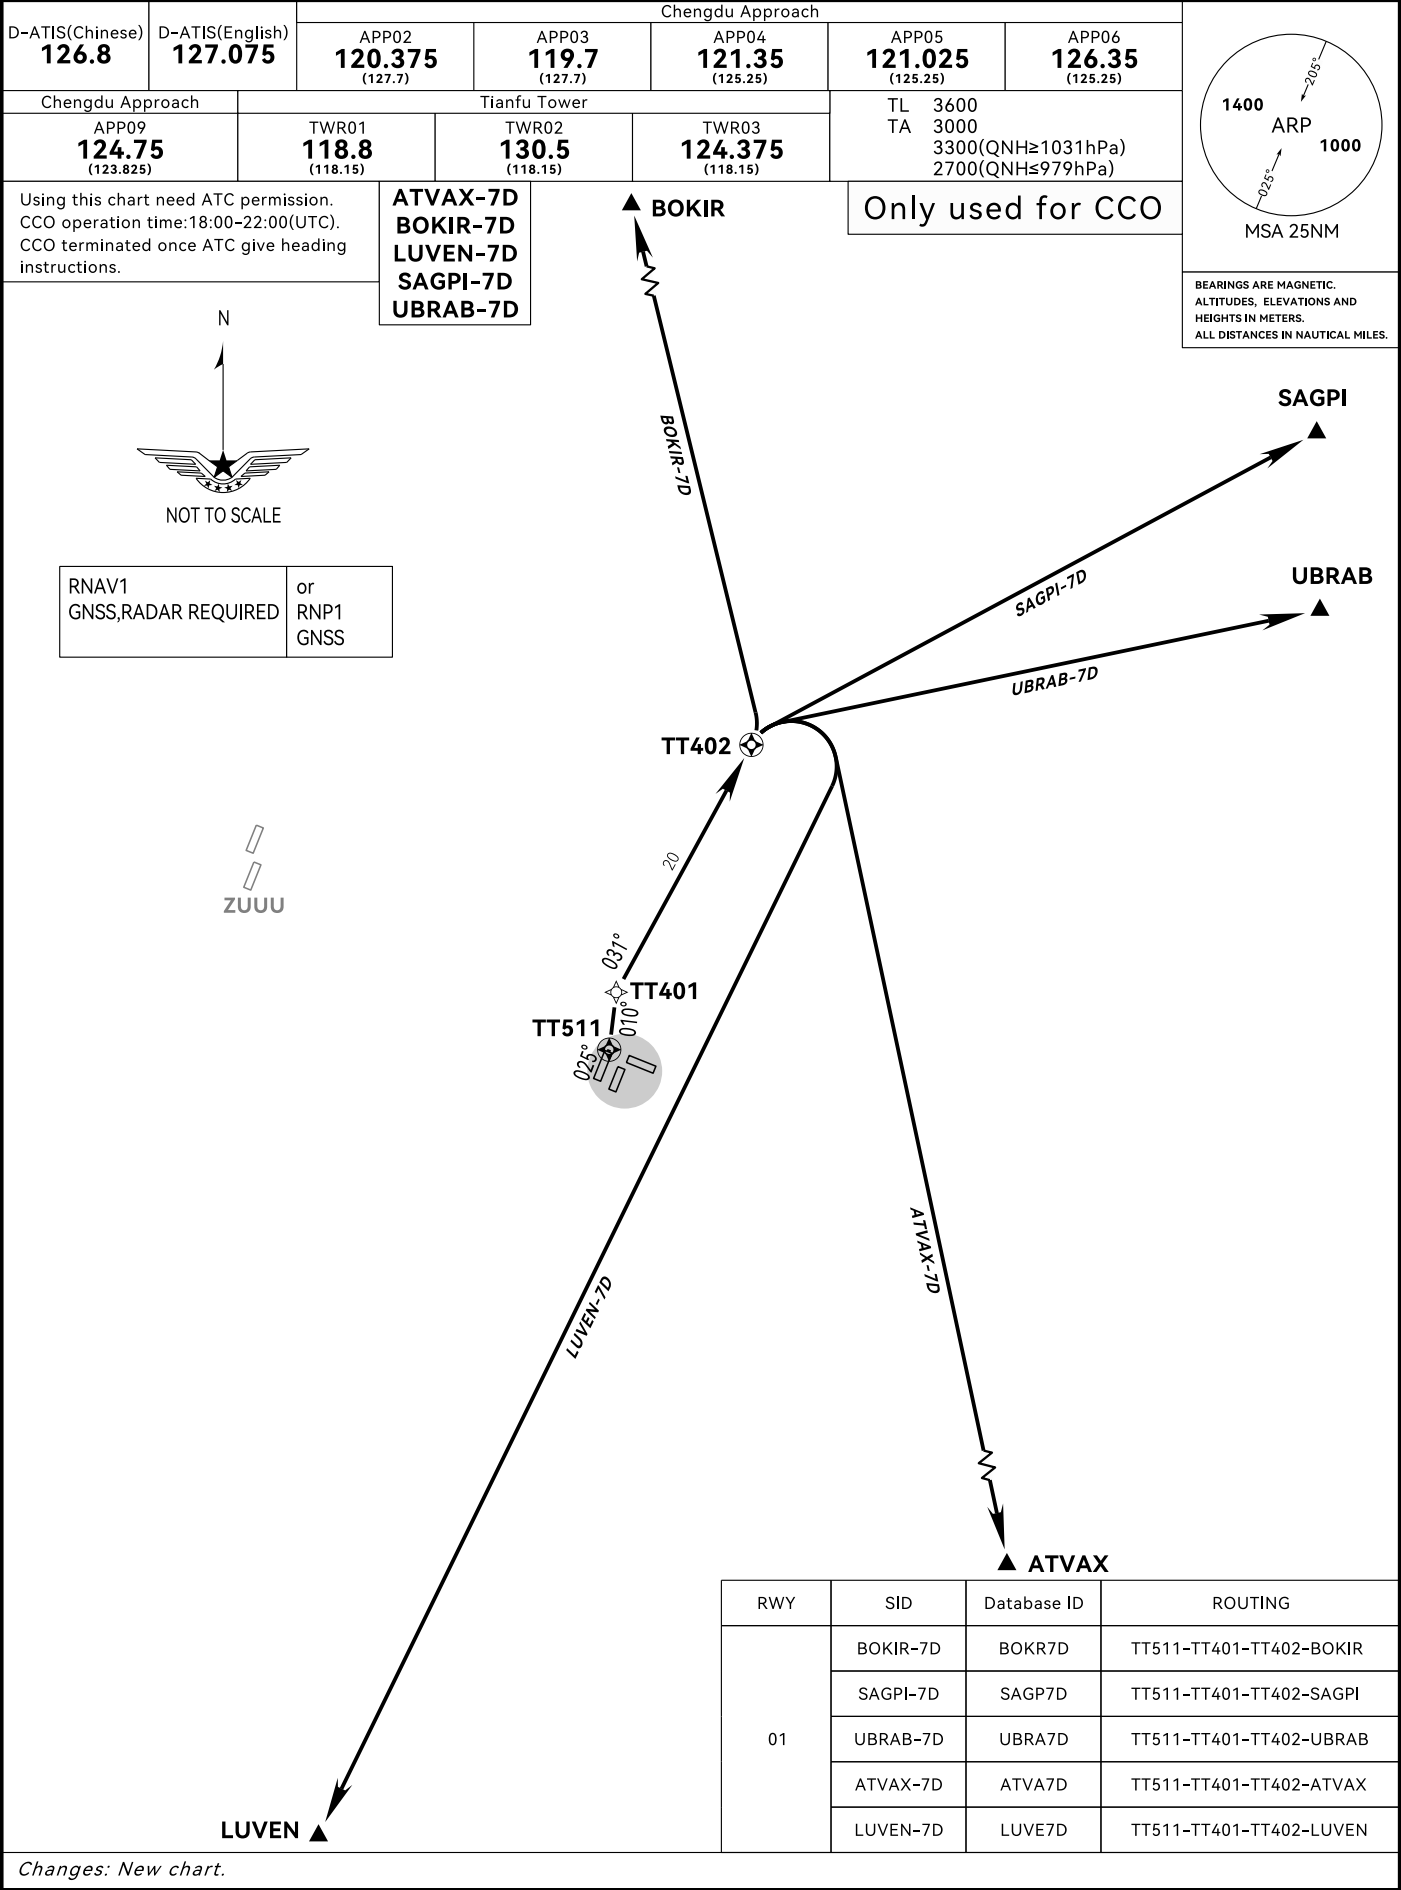 D-ATIS(Chinese)
126.8
D-ATIS(English)
127.075
Chengdu Approach
APP02
120.375
(127.7)
APP03
119.7
(127.7)
APP04
121.35
(125.25)
APP05
121.025
(125.25)
APP06
126.35
(125.25)
Chengdu Approach
APP09
124.75
(123.825)
Tianfu Tower
TWR01
118.8
(118.15)
TWR02
130.5
(118.15)
TWR03
124.375
(118.15)
TL 3600
TA 3000
3300(QNH≥1031hPa)
2700(QNH≤979hPa)
205°
1400
ARP
1000
025°
MSA 25NM
Using this chart need ATC permission.
CCO operation time:18:00-22:00(UTC).
CCO terminated once ATC give heading
instructions.
ATVAX-7D
BOKIR-7D
LUVEN-7D
SAGPI-7D
UBRAB-7D
BOKIR
Only used for CCO
BEARINGS ARE MAGNETIC.
ALTITUDES, ELEVATIONS AND
HEIGHTS IN METERS.
ALL DISTANCES IN NAUTICAL MILES.
N
NOT TO SCALE
SAGPI
BOKIR-7D
RNAV1
GNSS,RADAR REQUIRED
or
RNP1
GNSS
UBRAB
SAGPI-7D
UBRAB-7D
TT402
20
ZUUU
031°
TT401
010°
TT511
025°
ATVAX-7D
LUVEN-7D
ATVAX
LUVEN
RWY SID Database ID ROUTING
01
BOKIR-7D BOKR7D TT511-TT401-TT402-BOKIR
SAGPI-7D SAGP7D TT511-TT401-TT402-SAGPI
UBRAB-7D UBRA7D TT511-TT401-TT402-UBRAB
ATVAX-7D ATVA7D TT511-TT401-TT402-ATVAX
LUVEN-7D LUVE7D TT511-TT401-TT402-LUVEN
Changes: New chart.